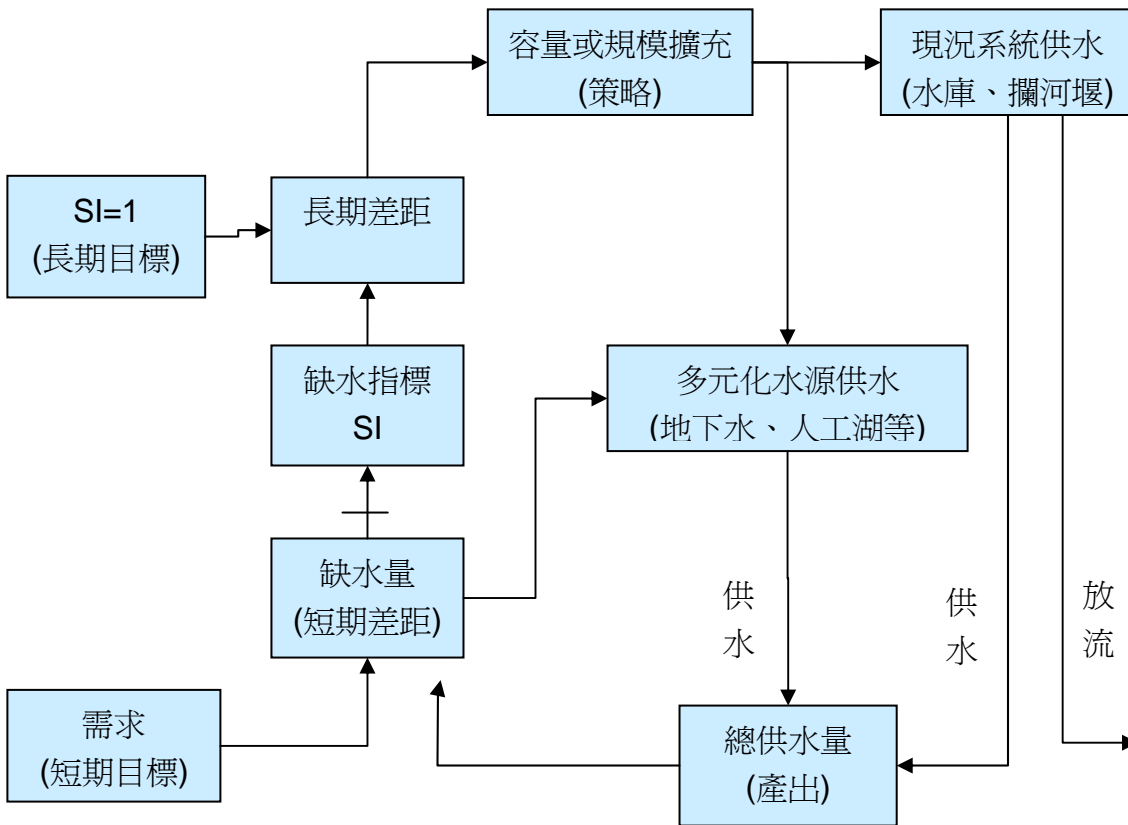 容量或規模擴充
(策略)
現況系統供水
(水庫、攔河堰)
SI=1
(長期目標)
長期差距
缺水指標
SI
多元化水源供水
(地下水、人工湖等)
缺水量
(短期差距)
供
水
供
水
放
流
需求
(短期目標)
總供水量
(產出)